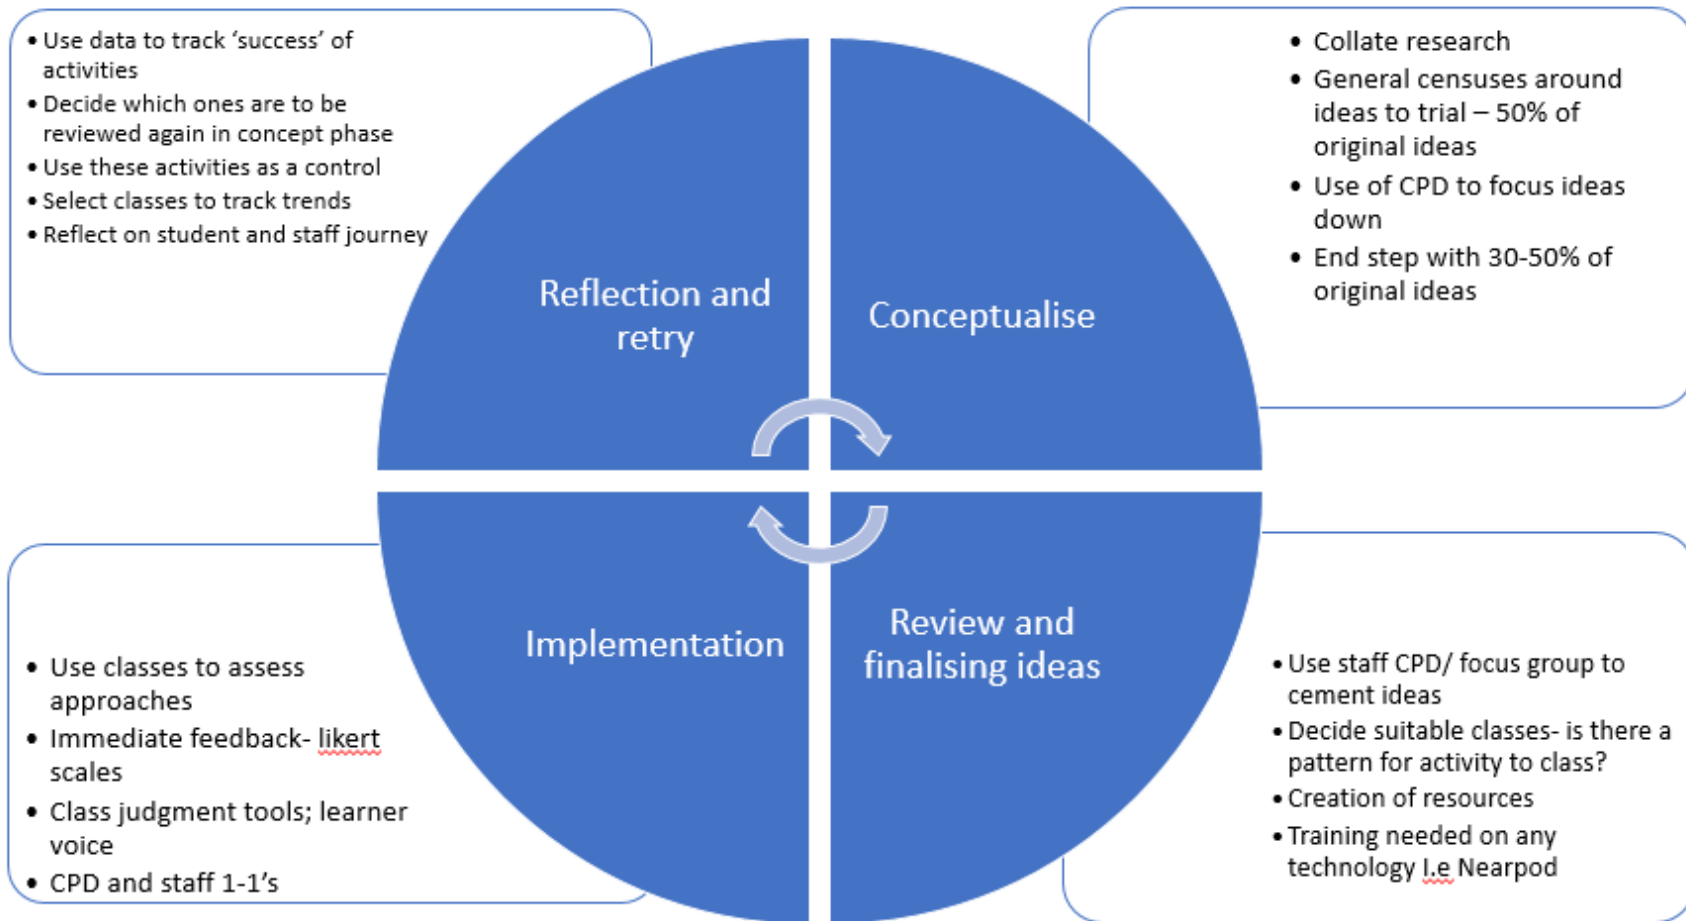 • Use data to track ‘success’ of
activities
• Decide which ones are to be
reviewed again in concept phase
• Use these activities as a control
• Select classes to track trends
• Reflect on student and staff journey
Reflection and
retry
Conceptualise
• Collate research
• General censuses around
ideas to trial – 50% of
original ideas
• Use of CPD to focus ideas
down
• End step with 30-50% of
original ideas
Implementation
• Use classes to assess
approaches
• Immediate feedback- likert
scales
• Class judgment tools; learner
voice
• CPD and staff 1-1’s
Review and
finalising ideas
• Use staff CPD/ focus group to
cement ideas
• Decide suitable classes- is there a
pattern for activity to class?
• Creation of resources
• Training needed on any
technology I.e Nearpod